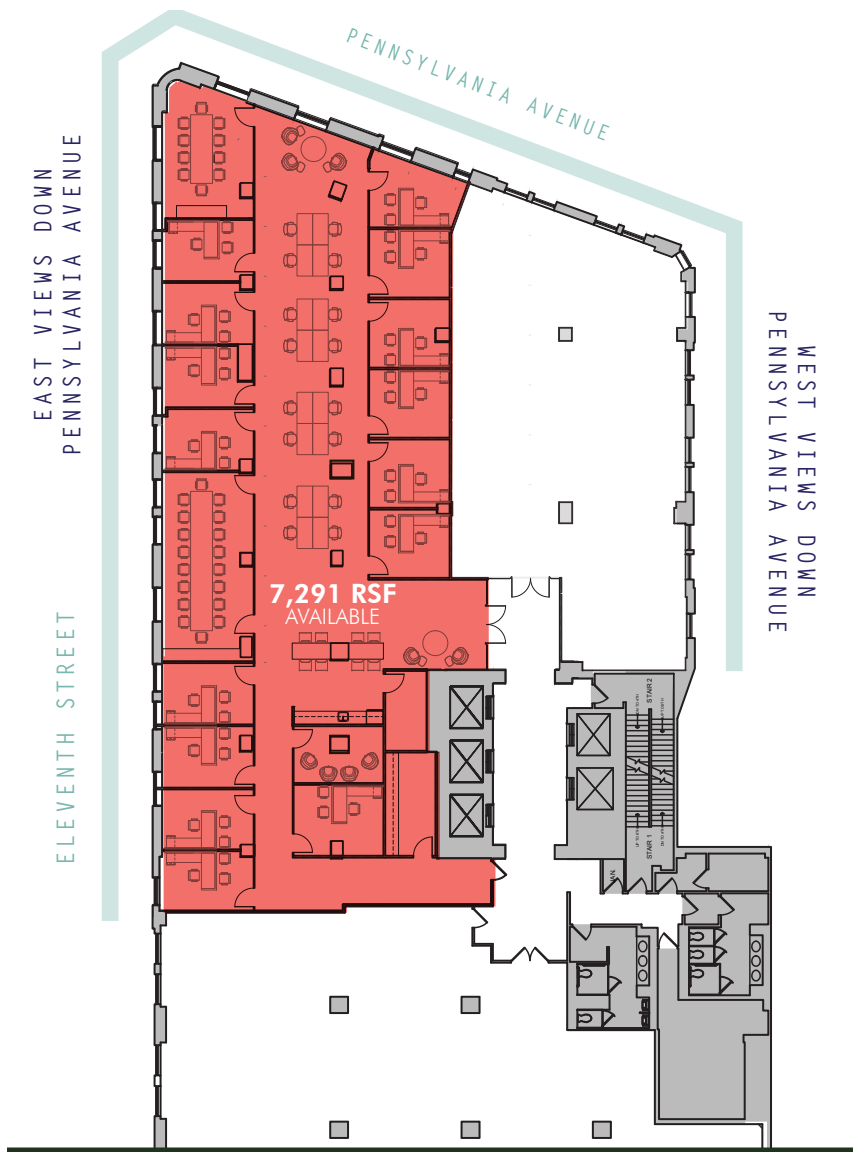 PENNSYLVANIA AVENUE
EAST VIEWS DOWN
PENNSYLVANIA AVENUE
WEST VIEWS DOWN
PENNSYLVANIA AVENUE
7,291 RSF
AVAILABLE
ELEVENTH STREET
STAIR 2
STAIR 1
JAN.